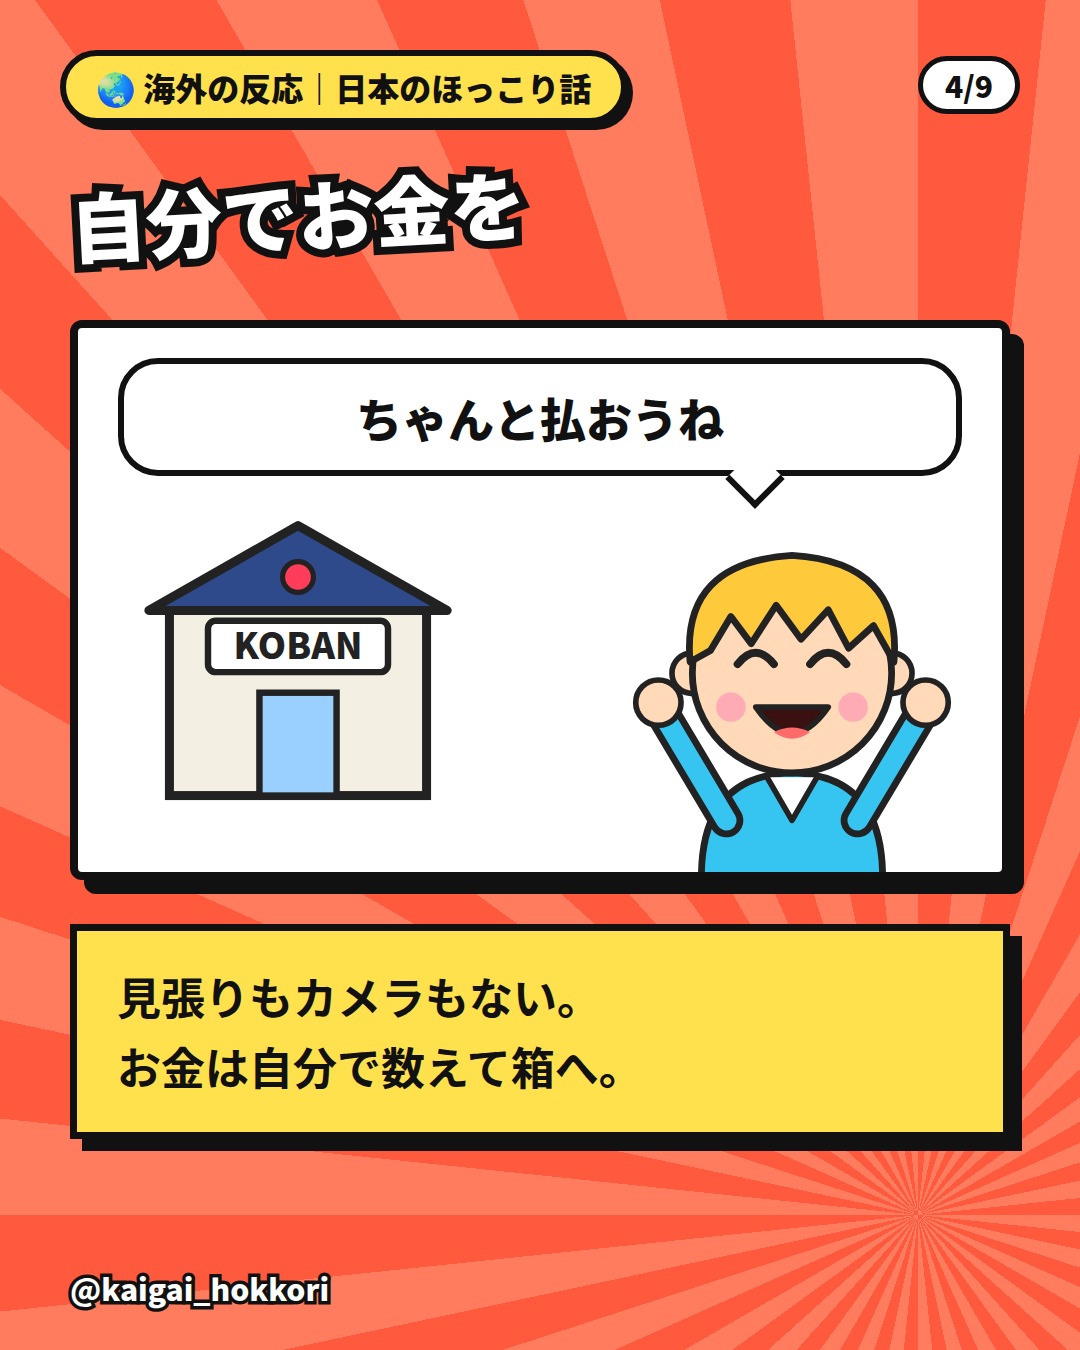 🌏 海外の反応｜日本のほっこり話
4/9
自分でお金を
ちゃんと払おうね
KOBAN
見張りもカメラもない。
お金は自分で数えて箱へ。
@kaigai_hokkori